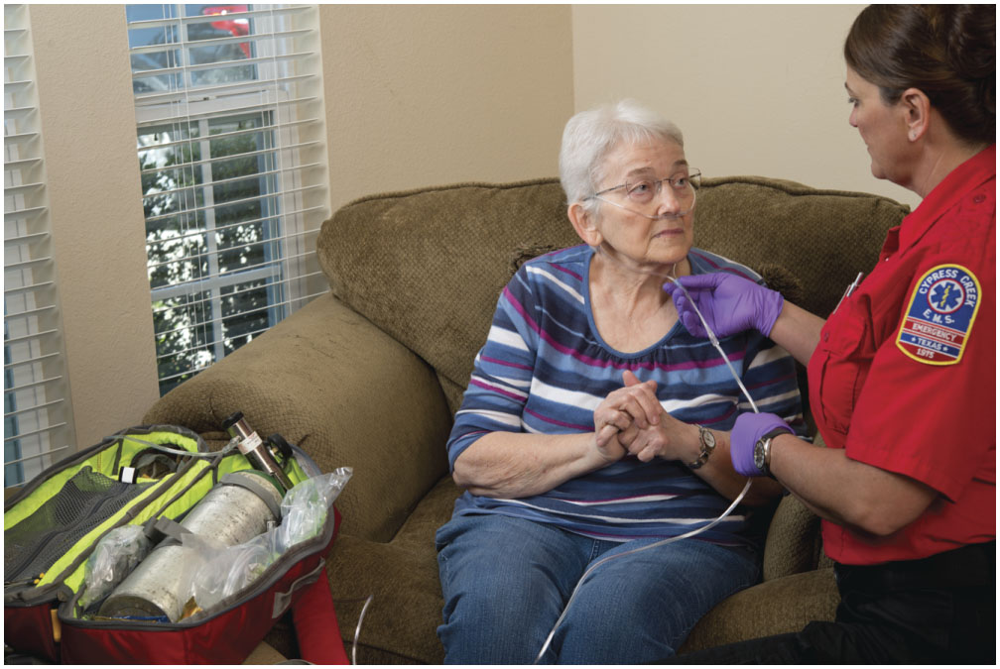 CYPRESS CREEK
E.M.S.
EMERGENCY
TEXAS
1975